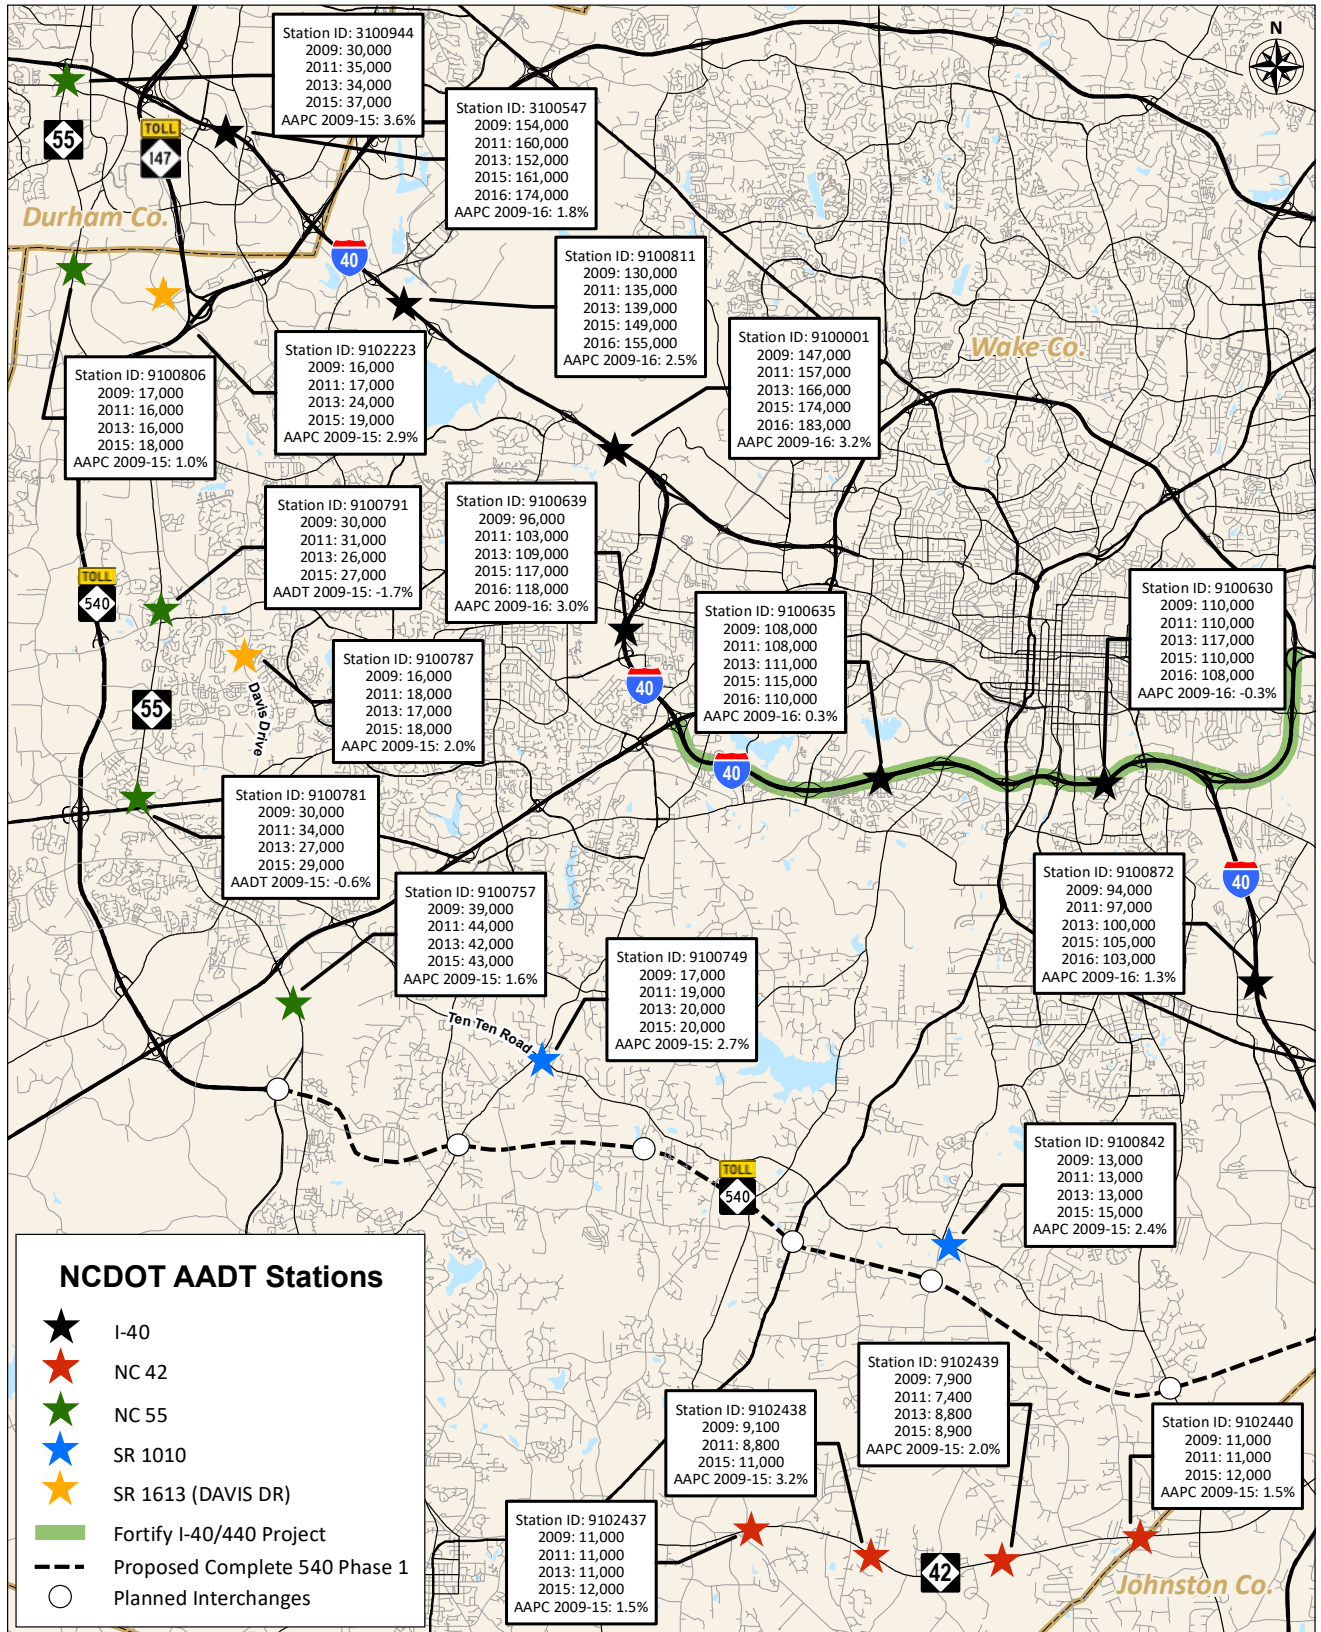 Station ID: 3100944
2009: 30,000
2011: 35,000
2013: 34,000
2015: 37,000
AAPC 2009-15: 3.6%
N
Station ID: 3100547
2009: 154,000
2011: 160,000
2013: 152,000
2015: 161,000
2016: 174,000
AAPC 2009-16: 1.8%
55
TOLL
147
Durham Co.
40
Station ID: 9100811
2009: 130,000
2011: 135,000
2013: 139,000
2015: 149,000
2016: 155,000
AAPC 2009-16: 2.5%
Station ID: 9100001
2009: 147,000
2011: 157,000
2013: 166,000
2015: 174,000
2016: 183,000
AAPC 2009-16: 3.2%
Wake Co.
Station ID: 9102223
2009: 16,000
2011: 17,000
2013: 24,000
2015: 19,000
AAPC 2009-15: 2.9%
Station ID: 9100806
2009: 17,000
2011: 16,000
2013: 16,000
2015: 18,000
AAPC 2009-15: 1.0%
Station ID: 9100791
2009: 30,000
2011: 31,000
2013: 26,000
2015: 27,000
AADT 2009-15: -1.7%
Station ID: 9100639
2009: 96,000
2011: 103,000
2013: 109,000
2015: 117,000
2016: 118,000
AAPC 2009-16: 3.0%
TOLL
540
Station ID: 9100635
2009: 108,000
2011: 108,000
2013: 111,000
2015: 115,000
2016: 110,000
AAPC 2009-16: 0.3%
Station ID: 9100630
2009: 110,000
2011: 110,000
2013: 117,000
2015: 110,000
2016: 108,000
AAPC 2009-16: -0.3%
Station ID: 9100787
2009: 16,000
2011: 18,000
2013: 17,000
2015: 18,000
AAPC 2009-15: 2.0%
40
55
Davis Drive
40
Station ID: 9100781
2009: 30,000
2011: 34,000
2013: 27,000
2015: 29,000
AADT 2009-15: -0.6%
Station ID: 9100757
2009: 39,000
2011: 44,000
2013: 42,000
2015: 43,000
AAPC 2009-15: 1.6%
Station ID: 9100872
2009: 94,000
2011: 97,000
2013: 100,000
2015: 105,000
2016: 103,000
AAPC 2009-16: 1.3%
40
Station ID: 9100749
2009: 17,000
2011: 19,000
2013: 20,000
2015: 20,000
AAPC 2009-15: 2.7%
Ten Ten Road
Station ID: 9100842
2009: 13,000
2011: 13,000
2013: 13,000
2015: 15,000
AAPC 2009-15: 2.4%
TOLL
540
NCDOT AADT Stations
I-40
NC 42
NC 55
SR 1010
SR 1613 (DAVIS DR)
Fortify I-40/440 Project
Proposed Complete 540 Phase 1
Planned Interchanges
Station ID: 9102439
2009: 7,900
2011: 7,400
2013: 8,800
2015: 8,900
AAPC 2009-15: 2.0%
Station ID: 9102438
2009: 9,100
2011: 8,800
2015: 11,000
AAPC 2009-15: 3.2%
Station ID: 9102440
2009: 11,000
2011: 11,000
2015: 12,000
AAPC 2009-15: 1.5%
Station ID: 9102437
2009: 11,000
2011: 11,000
2013: 11,000
2015: 12,000
AAPC 2009-15: 1.5%
42
Johnston Co.